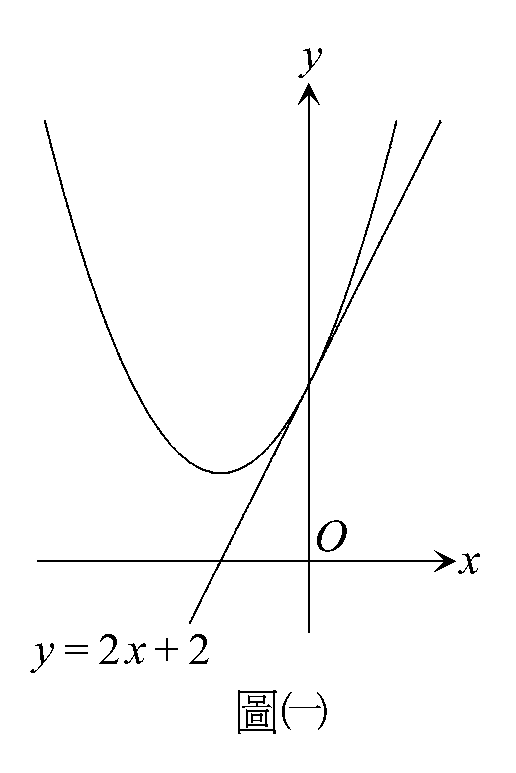 y
O
x
y = 2x + 2
圖㈠